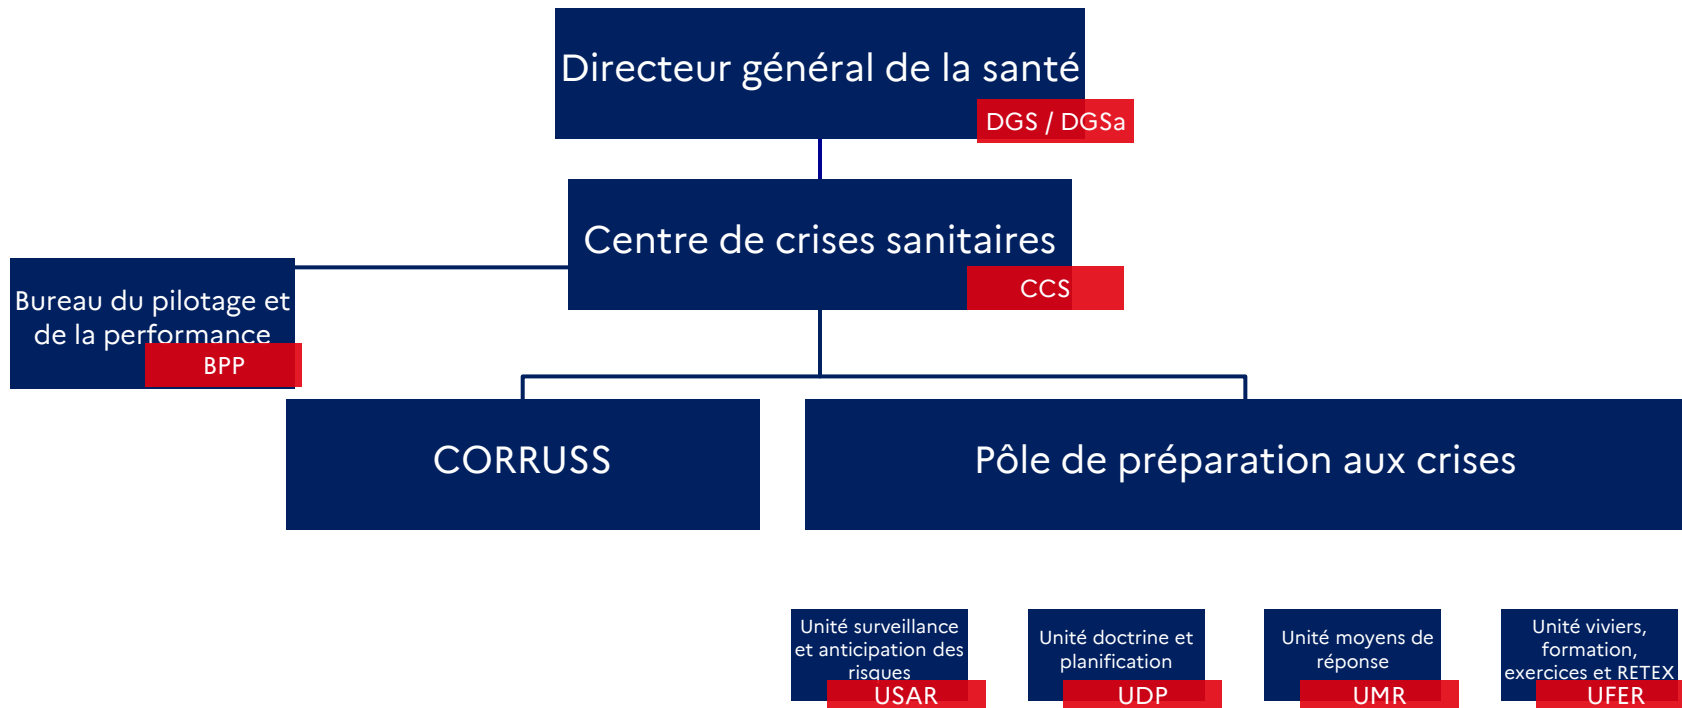 Directeur général de la santé
DGS / DGSa
Centre de crises sanitaires
CCS
Bureau du pilotage et
de la performance
BPP
CORRUSS
Pôle de préparation aux crises
Unité surveillance
et anticipation des
risques
USAR
Unité doctrine et
planification
UDP
Unité moyens de
réponse
UMR
Unité viviers,
formation,
exercices et RETEX
UFER